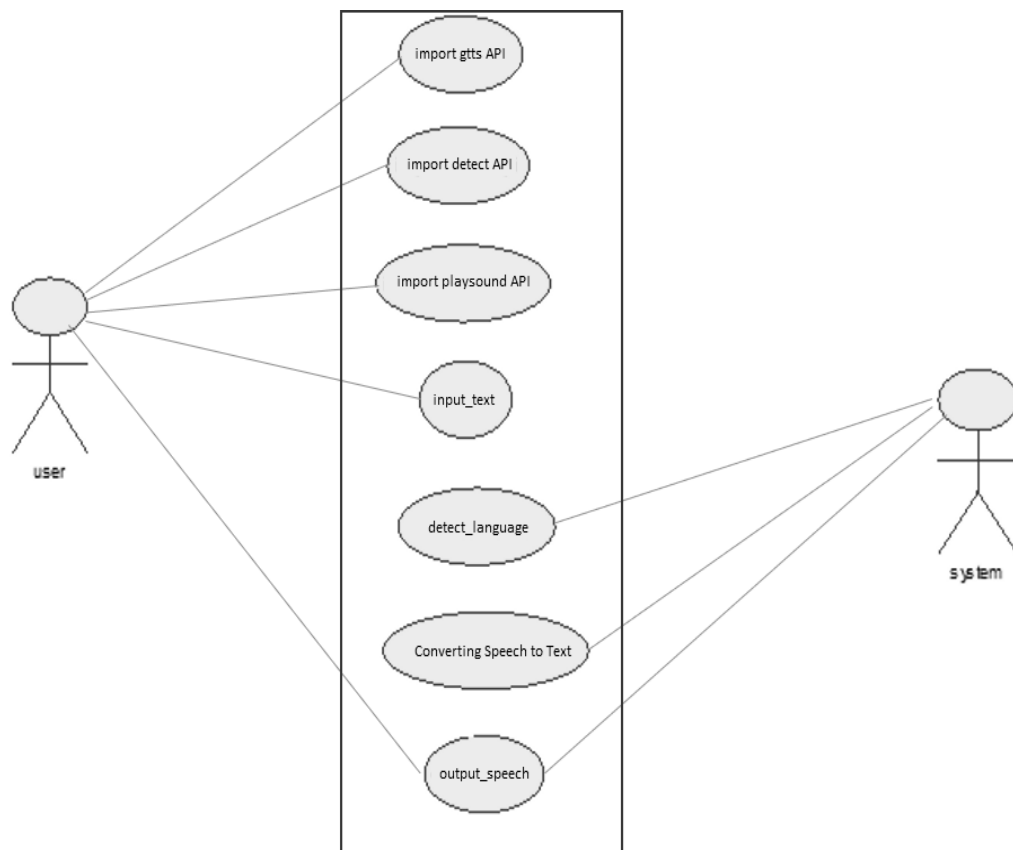 import gtts API
import detect API
import playsound API
input_text
user
detect_language
system
Converting Speech to Text
output_speech